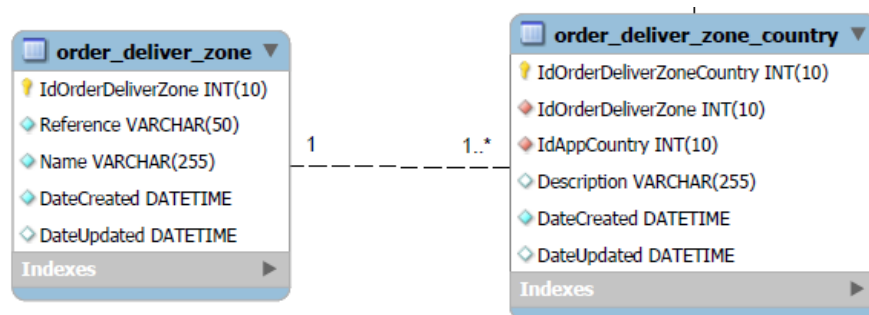 order_deliver_zone
IdOrderDeliverZone INT(10)
Reference VARCHAR(50)
Name VARCHAR(255)
DateCreated DATETIME
DateUpdated DATETIME
Indexes
1
1..*
order_deliver_zone_country
IdOrderDeliverZoneCountry INT(10)
IdOrderDeliverZone INT(10)
IdAppCountry INT(10)
Description VARCHAR(255)
DateCreated DATETIME
DateUpdated DATETIME
Indexes